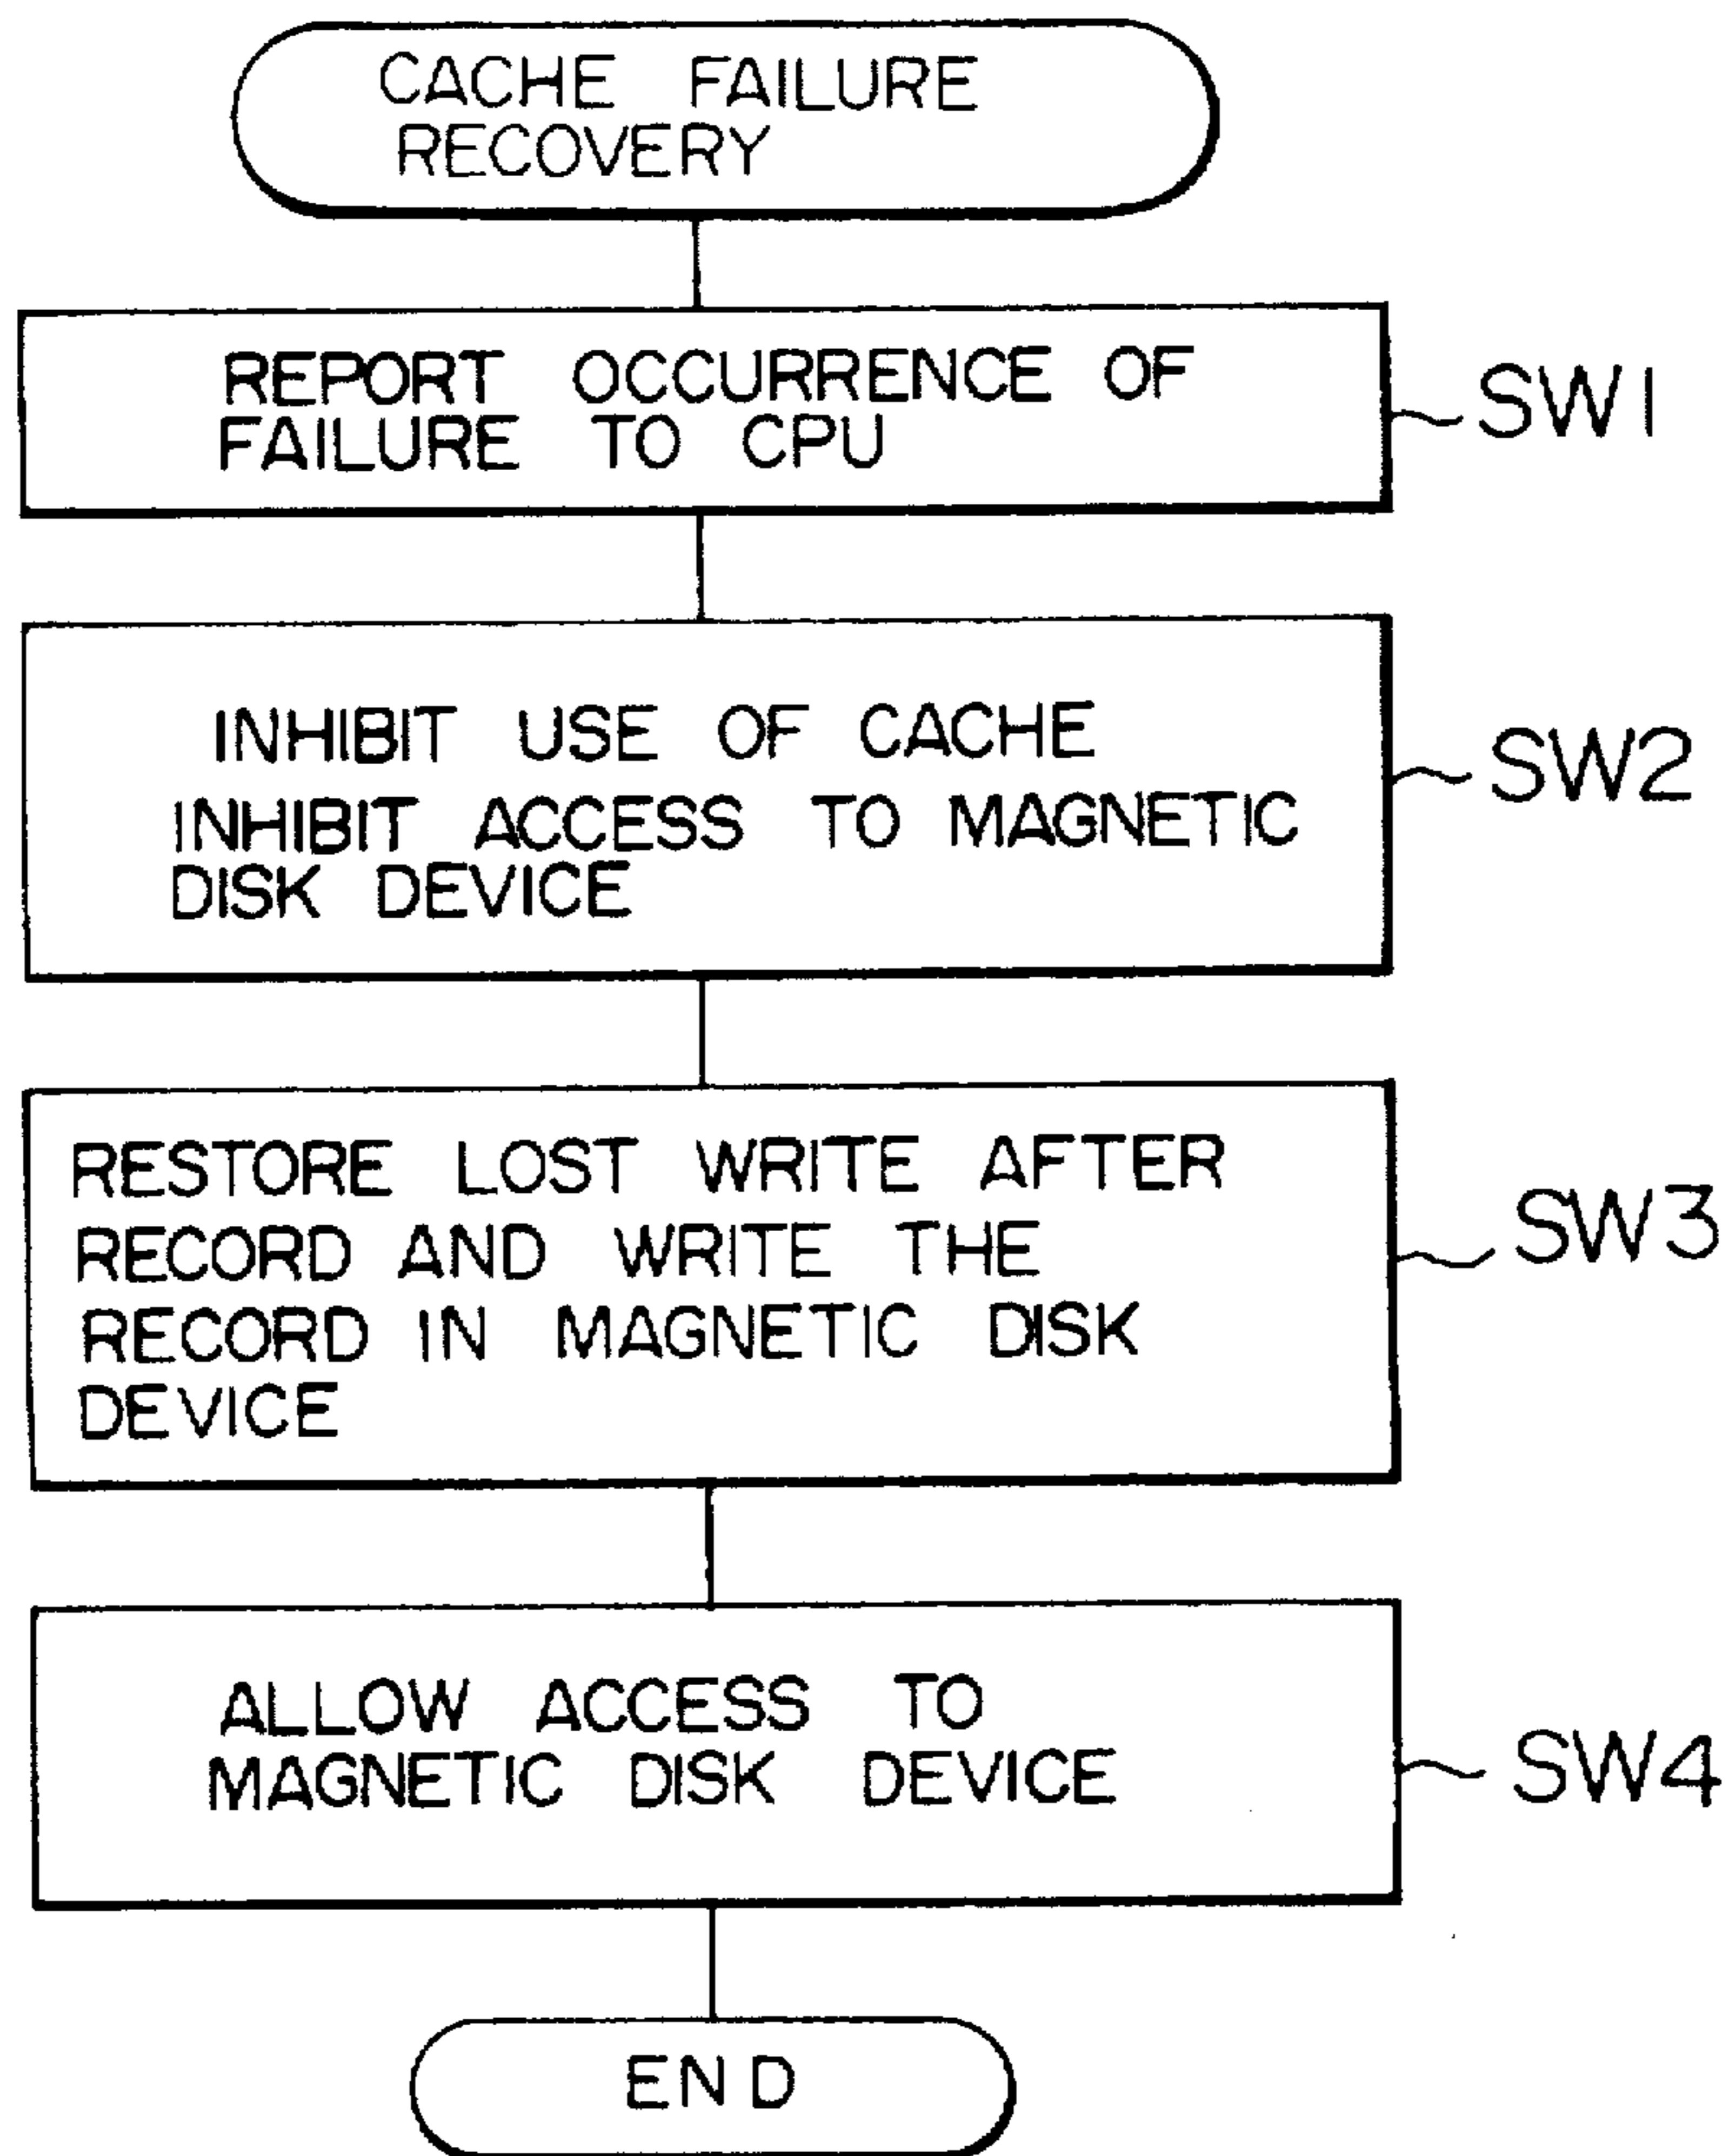 CACHE FAILURE
RECOVERY
REPORT OCCURRENCE OF
FAILURE TO CPU
SW1
INHIBIT USE OF CACHE
INHIBIT ACCESS TO MAGNETIC
DISK DEVICE
SW2
RESTORE LOST WRITE AFTER
RECORD AND WRITE THE
RECORD IN MAGNETIC DISK
DEVICE
SW3
ALLOW ACCESS TO
MAGNETIC DISK DEVICE
SW4
END